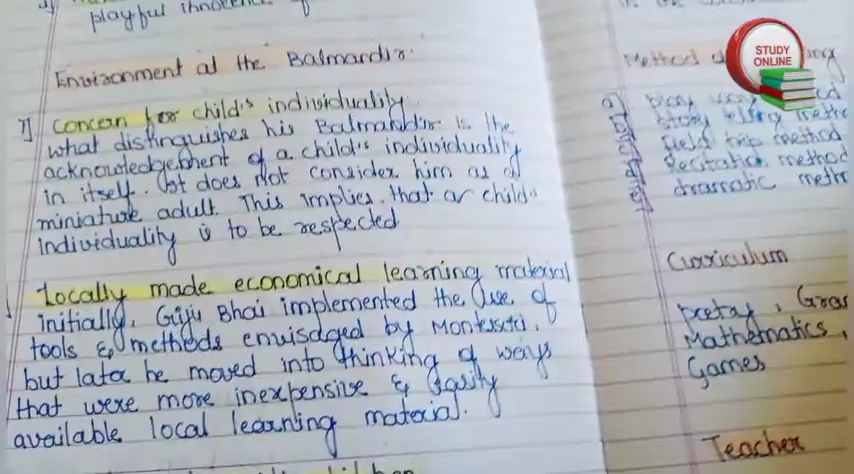 playful innocence of
Environment at the Balmandir.
1] Concern for child's individuality
what distinguishes his Balmandir is the
acknowledgement of a child's individuality
in itself. It does not consider him as a
miniature adult. This implies that a child's
individuality is to be respected
Locally made economical learning material
initially, Giju Bhai implemented the use of
tools & methods envisaged by Montessori,
but later he moved into thinking of ways
that were more inexpensive &
available local learning material.
STUDY
ONLINE
Method
play way
story telling meth
field trip method
Recitation method
dramatic meth
Curriculum
poetry, Gra
Mathematics,
Games
Teacher